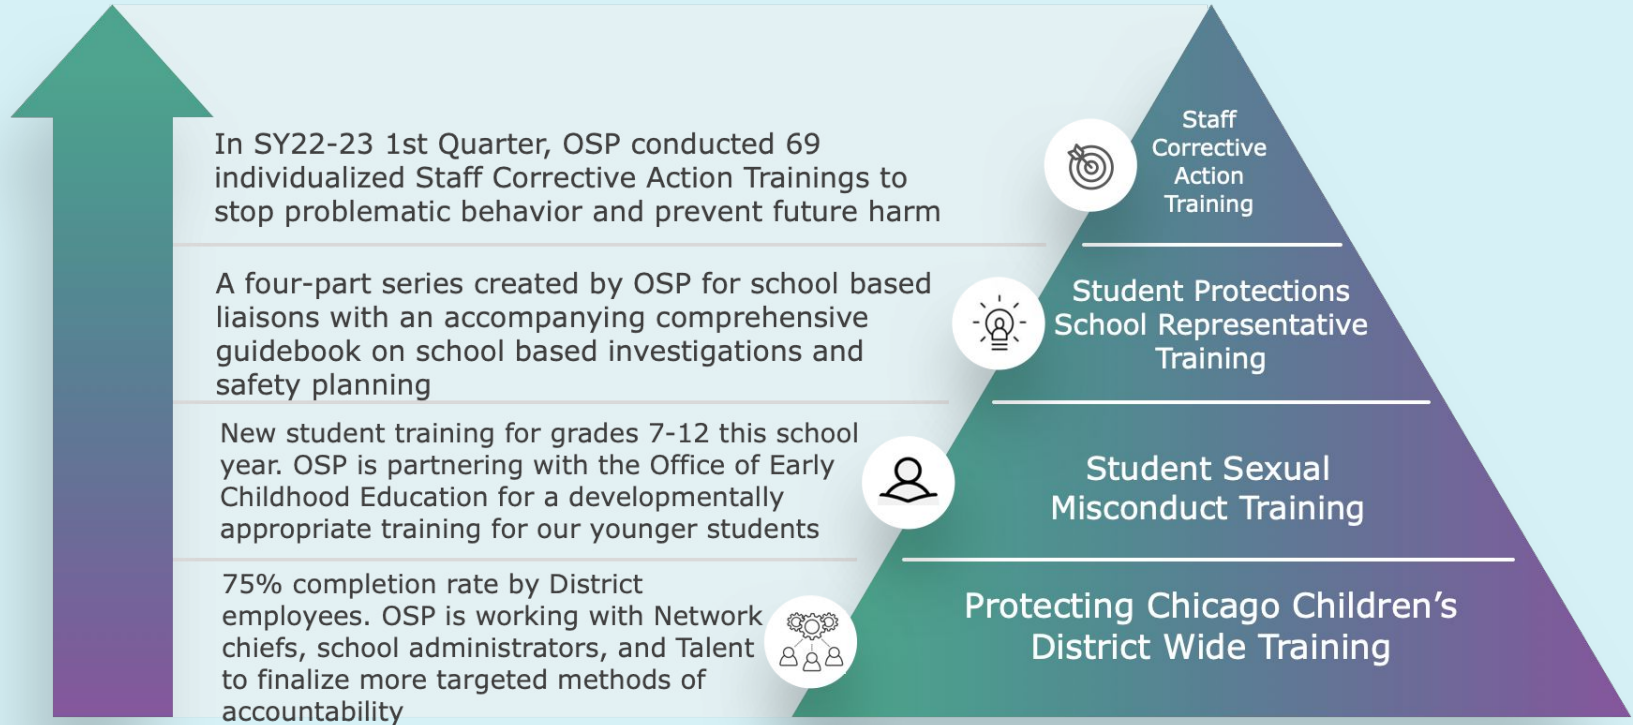 In SY22-23 1st Quarter, OSP conducted 69
individualized Staff Corrective Action Trainings to
stop problematic behavior and prevent future harm
Staff
Corrective
Action
Training
A four-part series created by OSP for school based
liaisons with an accompanying comprehensive
guidebook on school based investigations and
safety planning
Student Protections
School Representative
Training
New student training for grades 7-12 this school
year. OSP is partnering with the Office of Early
Childhood Education for a developmentally
appropriate training for our younger students
Student Sexual
Misconduct Training
75% completion rate by District
employees. OSP is working with Network
chiefs, school administrators, and Talent
to finalize more targeted methods of
accountability
Protecting Chicago Children’s
District Wide Training